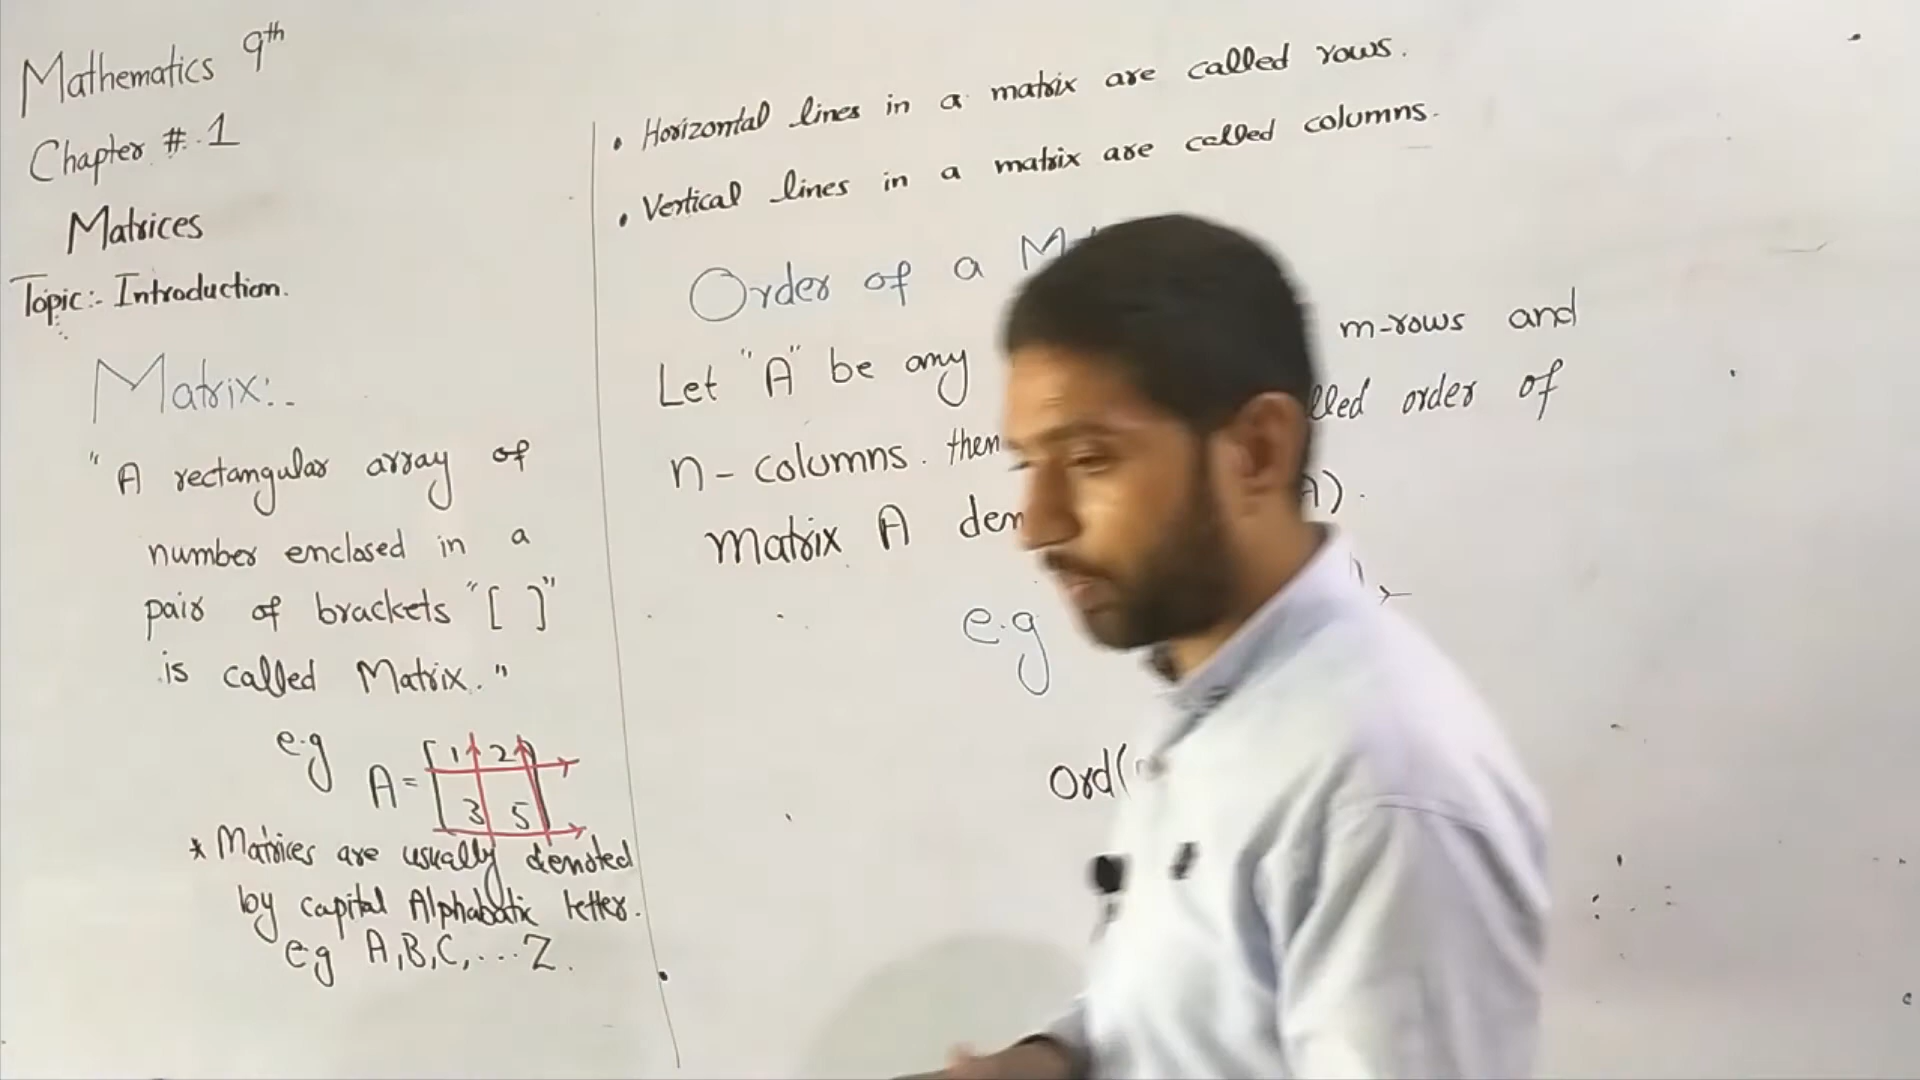 Mathematics 9th
Chapter # 1
Matrices
Topic:- Introduction.
Matrix:-
"A rectangular array of
number enclosed in a
pair of brackets "[ ]"
is called Matrix."
e.g
A = [ 1 2
3 5 ]
* Matrices are usually denoted
by capital Alphabatic letter.
e.g A, B, C, ... Z.
• Horizontal lines in a matrix are called rows.
• Vertical lines in a matrix are called columns.
Order of a
Let "A" be any m-rows and
n-columns. then order of
matrix A A).
e.g
Ord(